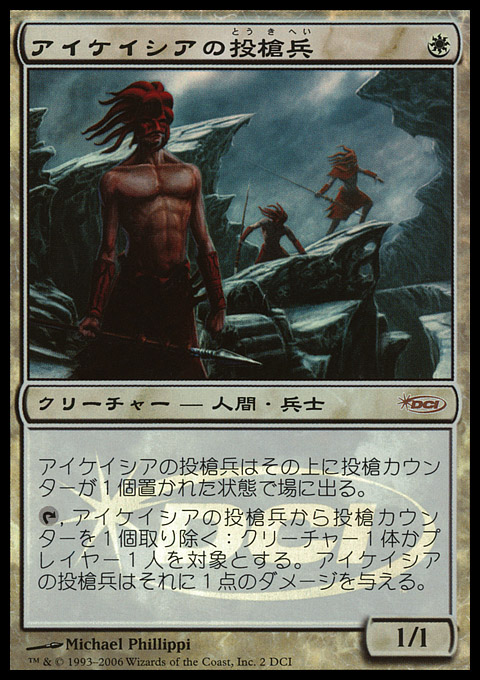 とうきへい
アイケイシアの投槍兵
クリーチャー — 人間・兵士
DCI
アイケイシアの投槍兵はその上に投槍カウン
ターが１個置かれた状態で場に出る。
, アイケイシアの投槍兵から投槍カウン
ターを１個取り除く：クリーチャー１体かプ
レイヤー１人を対象とする。アイケイシア
の投槍兵はそれに１点のダメージを与える。
DCI
Michael Phillippi
1/1
™ & © 1993–2006 Wizards of the Coast, Inc. 2 DCI